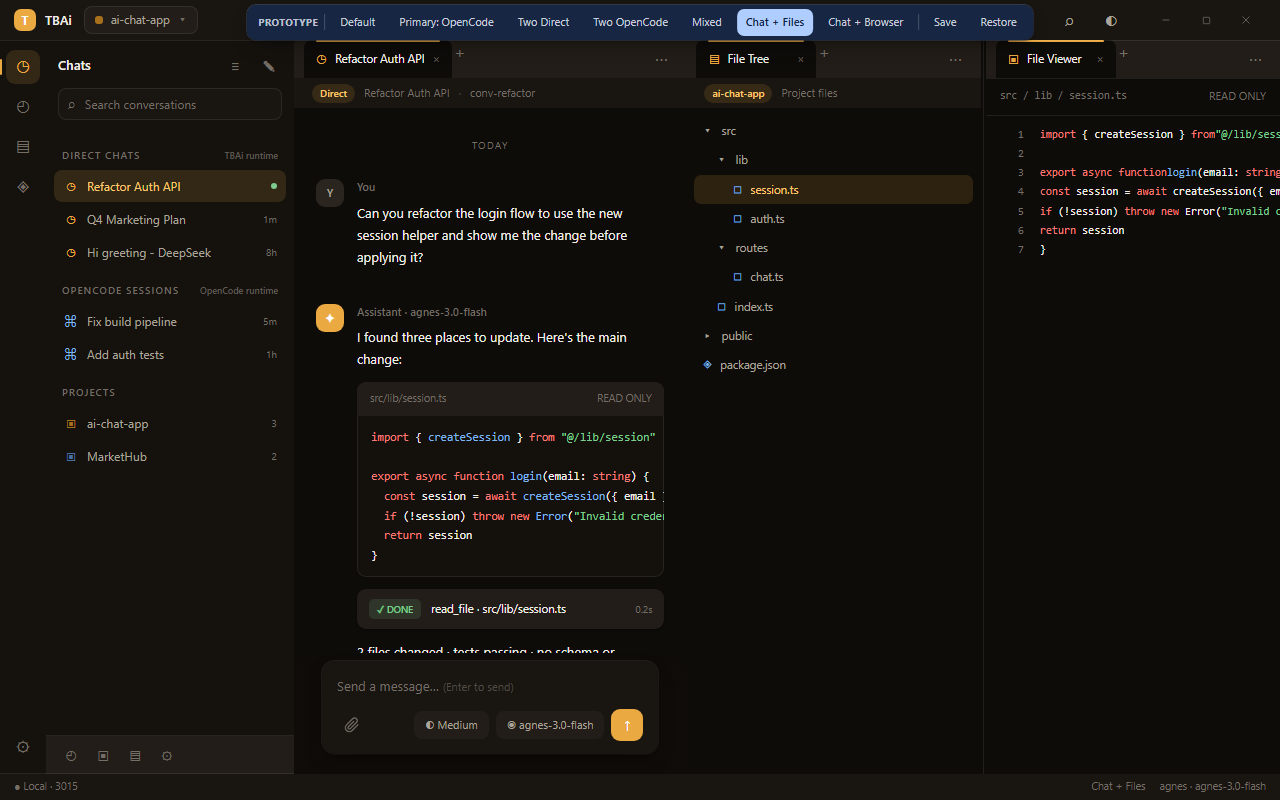 T TBAi ai-chat-app
PROTOTYPE Default Primary: OpenCode Two Direct Two OpenCode Mixed Chat + Files Chat + Browser Save Restore
Chats
Search conversations
DIRECT CHATS TBAi runtime
Refactor Auth API
Q4 Marketing Plan 1m
Hi greeting - DeepSeek 8h
OPENCODE SESSIONS OpenCode runtime
Fix build pipeline 5m
Add auth tests 1h
PROJECTS
ai-chat-app 3
MarketHub 2
Refactor Auth API × +
Direct Refactor Auth API · conv-refactor
TODAY
Y You
Can you refactor the login flow to use the new
session helper and show me the change before
applying it?
Assistant · agnes-3.0-flash
I found three places to update. Here's the main
change:
src/lib/session.ts READ ONLY
import { createSession } from "@/lib/session"
export async function login(email: string) {
const session = await createSession({ email }
if (!session) throw new Error("Invalid creden
return session
}
✓ DONE read_file · src/lib/session.ts 0.2s
2 files changed · tests passing · no schema or
Send a message... (Enter to send)
Medium agnes-3.0-flash
File Tree × +
ai-chat-app Project files
src
lib
session.ts
auth.ts
routes
chat.ts
index.ts
public
package.json
File Viewer × +
src / lib / session.ts READ ONLY
1 import { createSession } from"@/lib/sess
2
3 export async functionlogin(email: string
4 const session = await createSession({ em
5 if (!session) throw new Error("Invalid c
6 return session
7 }
Local · 3015 Chat + Files agnes · agnes-3.0-flash